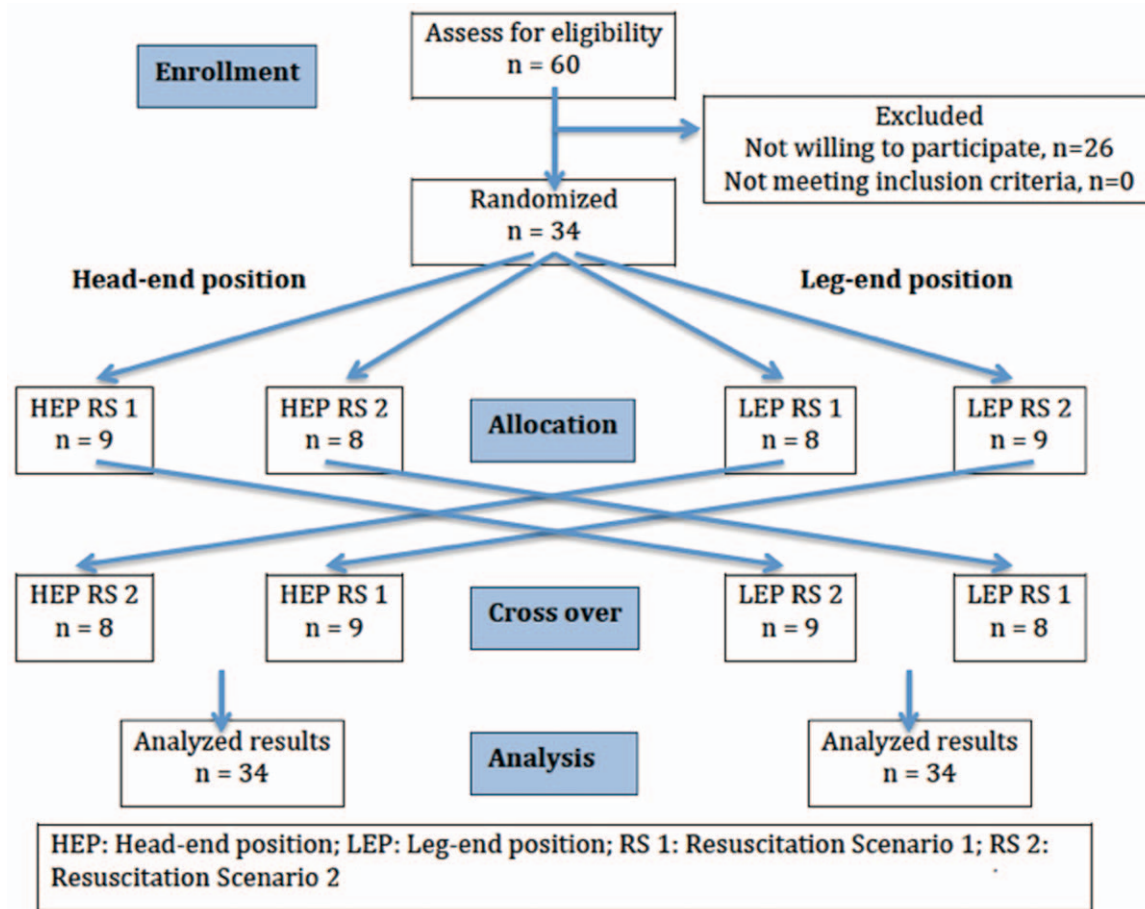 Assess for eligibility
n = 60
Enrollment
Excluded
Not willing to participate, n=26
Not meeting inclusion criteria, n=0
Randomized
n = 34
Head-end position
Leg-end position
HEP RS 1
n = 9
HEP RS 2
n = 8
Allocation
LEP RS 1
n = 8
LEP RS 2
n = 9
HEP RS 2
n = 8
HEP RS 1
n = 9
Cross over
LEP RS 2
n = 9
LEP RS 1
n = 8
Analyzed results
n = 34
Analysis
Analyzed results
n = 34
HEP: Head-end position; LEP: Leg-end position; RS 1: Resuscitation Scenario 1; RS 2:
Resuscitation Scenario 2